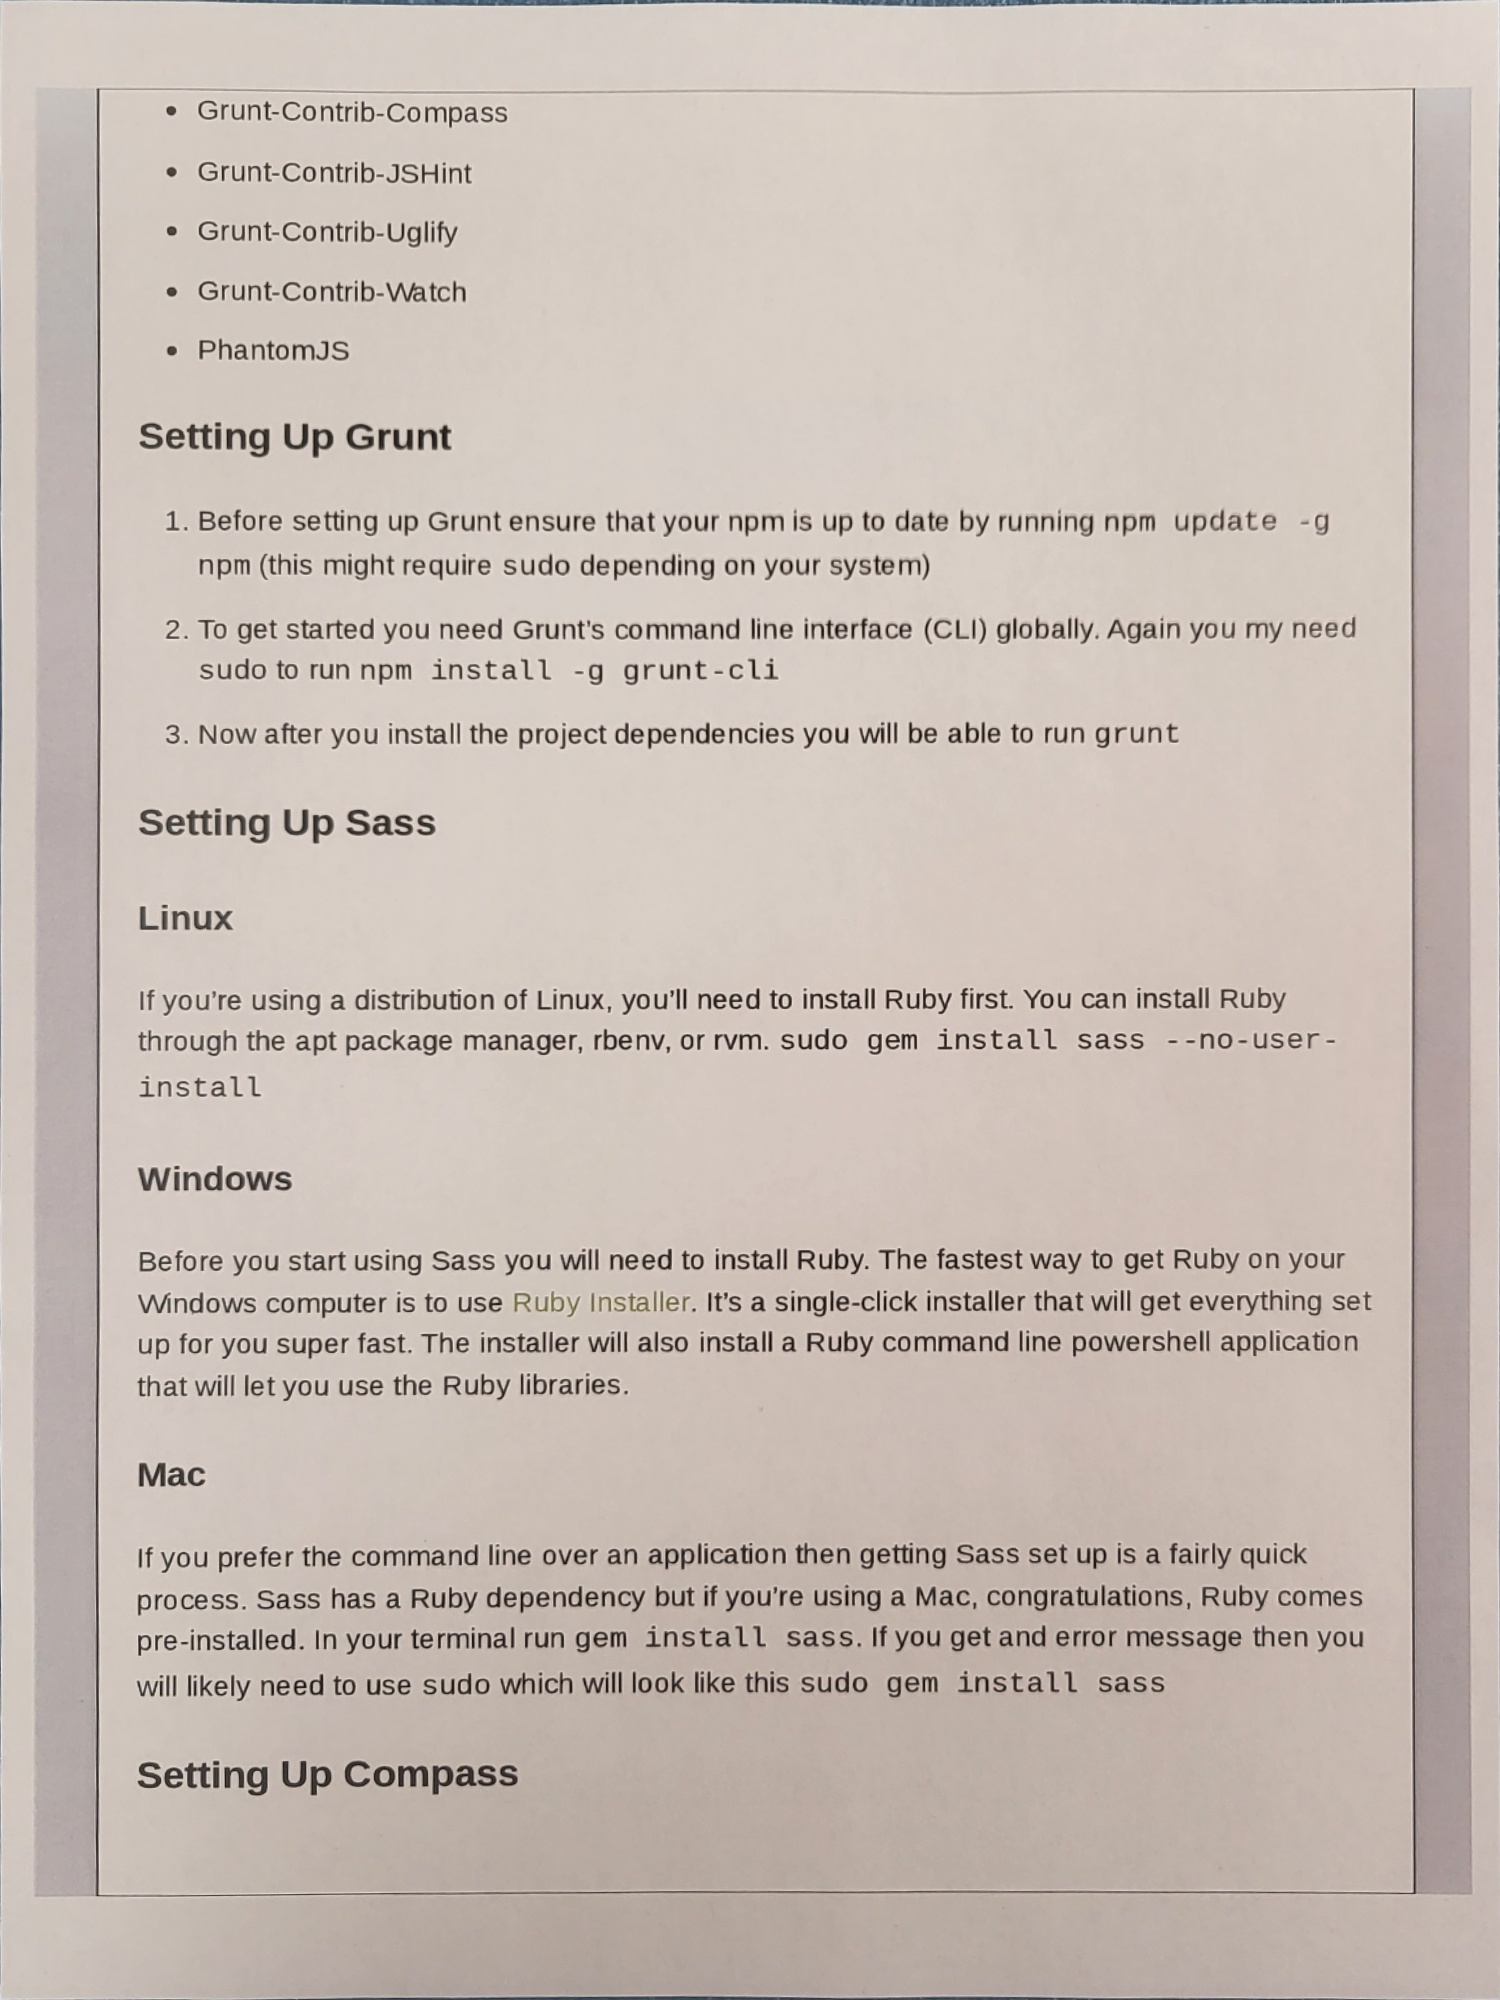 • Grunt-Contrib-Compass
• Grunt-Contrib-JSHint
• Grunt-Contrib-Uglify
• Grunt-Contrib-Watch
• PhantomJS
Setting Up Grunt
1. Before setting up Grunt ensure that your npm is up to date by running npm update -g
npm (this might require sudo depending on your system)
2. To get started you need Grunt's command line interface (CLI) globally. Again you my need
sudo to run npm install -g grunt-cli
3. Now after you install the project dependencies you will be able to run grunt
Setting Up Sass
Linux
If you’re using a distribution of Linux, you’ll need to install Ruby first. You can install Ruby
through the apt package manager, rbenv, or rvm. sudo gem install sass --no-user-
install
Windows
Before you start using Sass you will need to install Ruby. The fastest way to get Ruby on your
Windows computer is to use Ruby Installer. It’s a single-click installer that will get everything set
up for you super fast. The installer will also install a Ruby command line powershell application
that will let you use the Ruby libraries.
Mac
If you prefer the command line over an application then getting Sass set up is a fairly quick
process. Sass has a Ruby dependency but if you’re using a Mac, congratulations, Ruby comes
pre-installed. In your terminal run gem install sass. If you get and error message then you
will likely need to use sudo which will look like this sudo gem install sass
Setting Up Compass